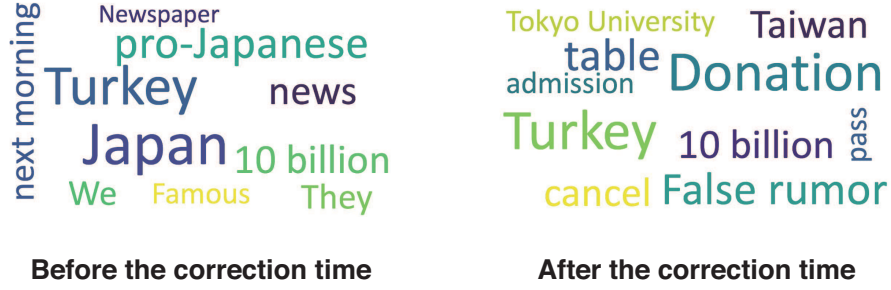 next morning
Newspaper
pro-Japanese
Turkey
news
Japan
10 billion
We
Famous
They
Before the correction time
Tokyo University
Taiwan
table
admission
Donation
Turkey
10 billion
pass
cancel
False rumor
After the correction time